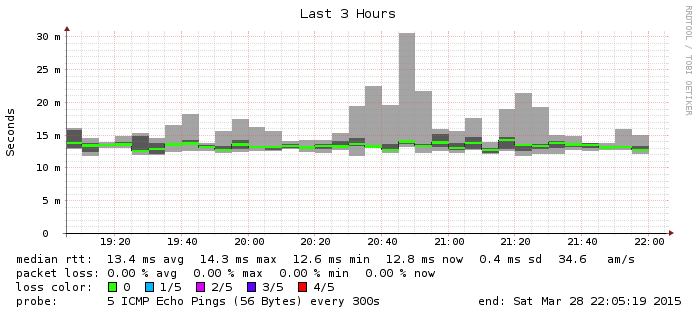 Last 3 Hours
RRDTOOL / TOBI OETIKER
Seconds
30 m
25 m
20 m
15 m
10 m
5 m
0
19:20 19:40 20:00 20:20 20:40 21:00 21:20 21:40 22:00
median rtt: 13.4 ms avg 14.3 ms max 12.6 ms min 12.8 ms now 0.4 ms sd 34.6 am/s
packet loss: 0.00 % avg 0.00 % max 0.00 % min 0.00 % now
loss color: 0 1/5 2/5 3/5 4/5
probe: 5 ICMP Echo Pings (56 Bytes) every 300s end: Sat Mar 28 22:05:19 2015